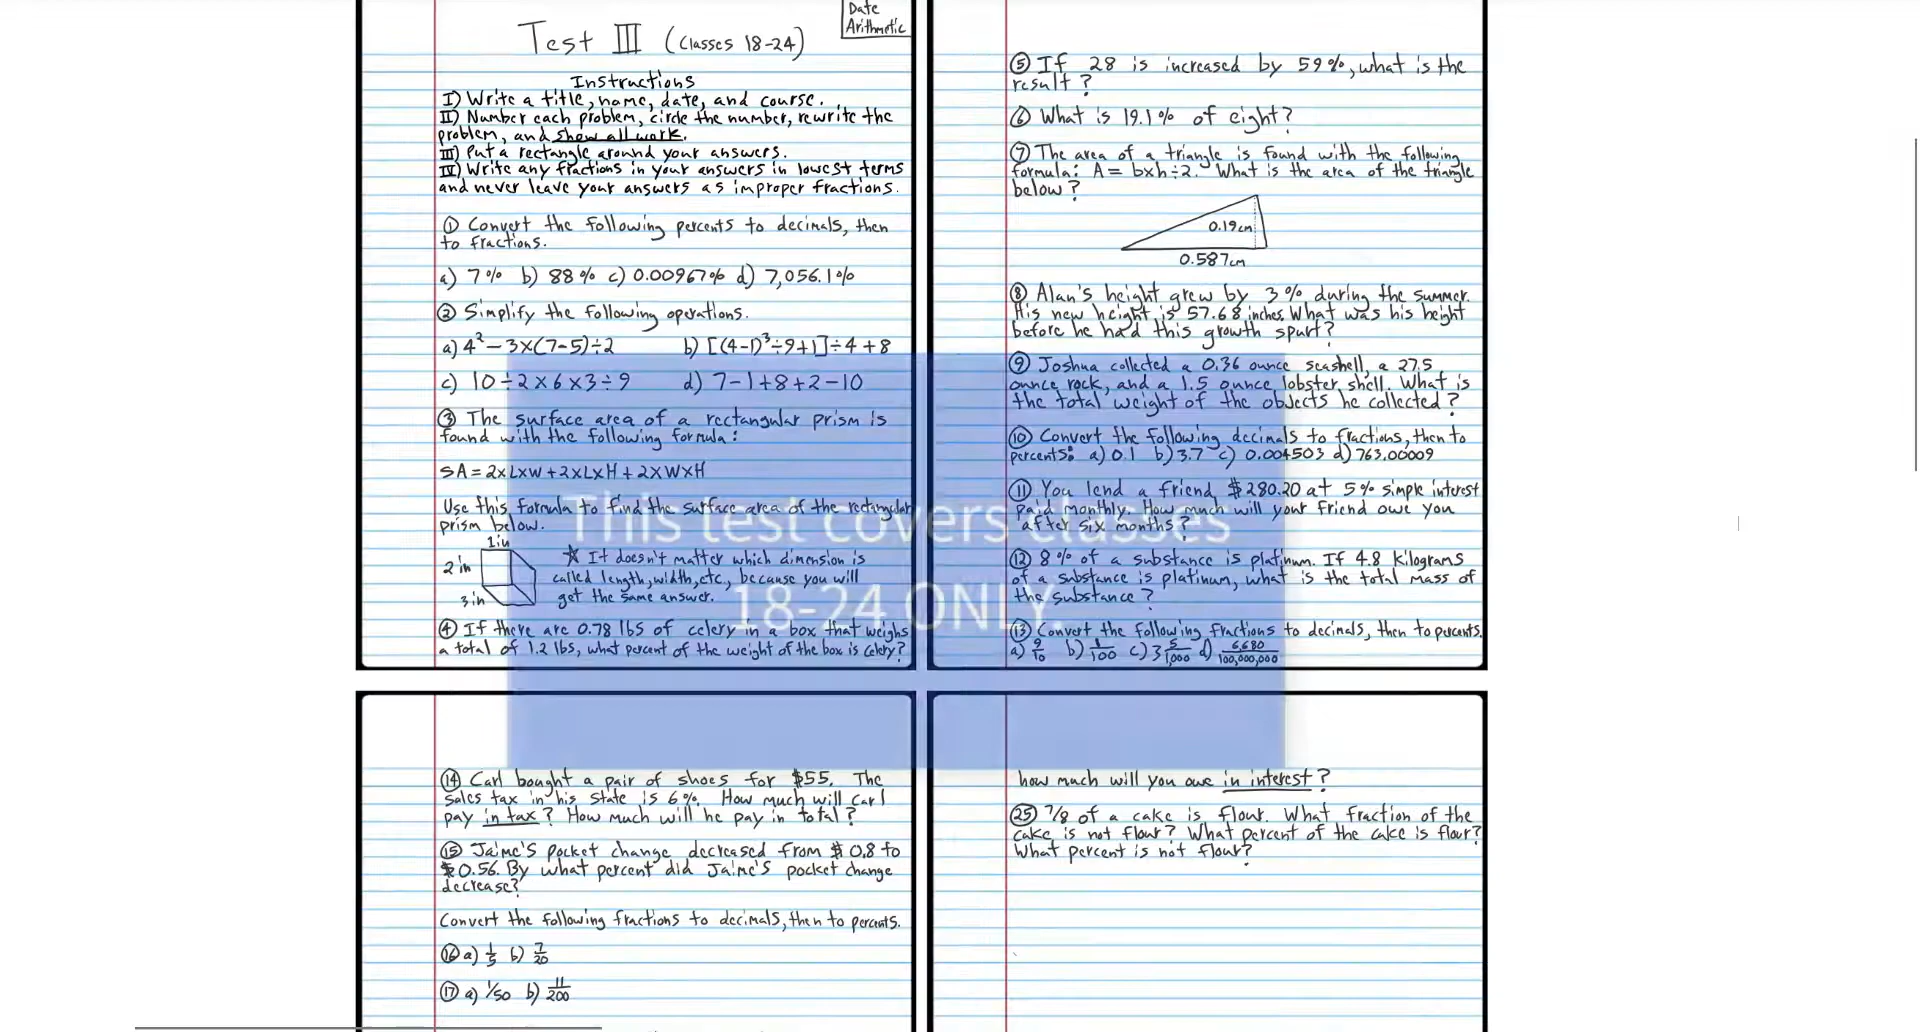 Date
Arithmetic
Test III (Classes 18-24)
Instructions
I) Write a title, name, date, and course.
II) Number each problem, circle the number, rewrite the
problem, and show all work.
III) Put a rectangle around your answers.
IV) Write any fractions in your answers in lowest terms
and never leave your answers as improper fractions.
① Convert the following percents to decimals, then
to fractions.
a) 7% b) 88% c) 0.00967% d) 7,056.1%
② Simplify the following operations.
a) 4²-3×(7-5)÷2 b) [(4-1)³÷9+1]÷4+8
c) 10÷2×6×3÷9 d) 7-1+8+2-10
③ The surface area of a rectangular prism is
found with the following formula:
SA=2×L×W+2×L×H+2×W×H
Use this formula to find the surface area of the rectangular
prism below.
1in
2in
3in
★ It doesn't matter which dimension is
called length, width, etc., because you will
get the same answer.
④ If there are 0.78 lbs of celery in a box that weighs
a total of 1.2 lbs, what percent of the weight of the box is celery?
⑤ If 28 is increased by 59%, what is the
result?
⑥ What is 19.1% of eight?
⑦ The area of a triangle is found with the following
formula: A=b×h÷2. What is the area of the triangle
below?
0.19cm
0.587cm
⑧ Alan's height grew by 3% during the summer.
His new height is 57.68 inches. What was his height
before he had this growth spurt?
⑨ Joshua collected a 0.36 ounce seashell, a 27.5
ounce rock, and a 1.5 ounce lobster shell. What is
the total weight of the objects he collected?
⑩ Convert the following decimals to fractions, then to
percents: a) 0.1 b) 3.7 c) 0.004503 d) 763.00009
⑪ You lend a friend $280.20 at 5% simple interest
paid monthly. How much will your friend owe you
after six months?
⑫ 8% of a substance is platinum. If 4.8 kilograms
of a substance is platinum, what is the total mass of
the substance?
⑬ Convert the following fractions to decimals, then to percents.
a) 9/10 b) 1/100 c) 3 5/1,000 d) 6,680/100,000,000
This test covers classes
18-24 ONLY.
⑭ Carl bought a pair of shoes for $55. The
sales tax in his state is 6%. How much will Carl
pay in tax? How much will he pay in total?
⑮ Jaime's pocket change decreased from $0.8 to
$0.56. By what percent did Jaime's pocket change
decrease?
Convert the following fractions to decimals, then to percents.
⑯ a) 1/5 b) 7/20
⑰ a) 1/50 b) 11/200
how much will you owe in interest?
㉕ 7/8 of a cake is flour. What fraction of the
cake is not flour? What percent of the cake is flour?
What percent is not flour?